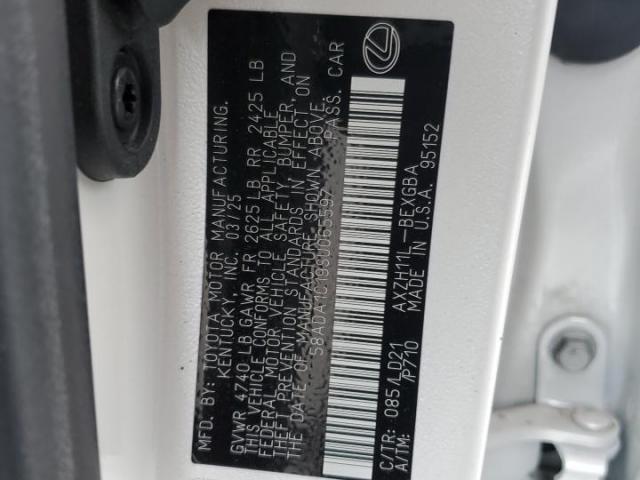 MFD. BY: TOYOTA MOTOR MANUFACTURING.
KENTUCKY, INC. 03/25
GVWR 4740 LB GAWR FR 2625 LB RR 2425 LB
THIS VEHICLE CONFORMS TO ALL APPLICABLE
FEDERAL MOTOR VEHICLE SAFETY, BUMPER, AND
THEFT PREVENTION STANDARDS IN EFFECT ON
THE DATE OF MANUFACTURE SHOWN ABOVE.
PASS. CAR
C/TR: 085/LD21 AXZH11L-BEXGBA
A/TM: /P710 MADE IN U.S.A. 95152